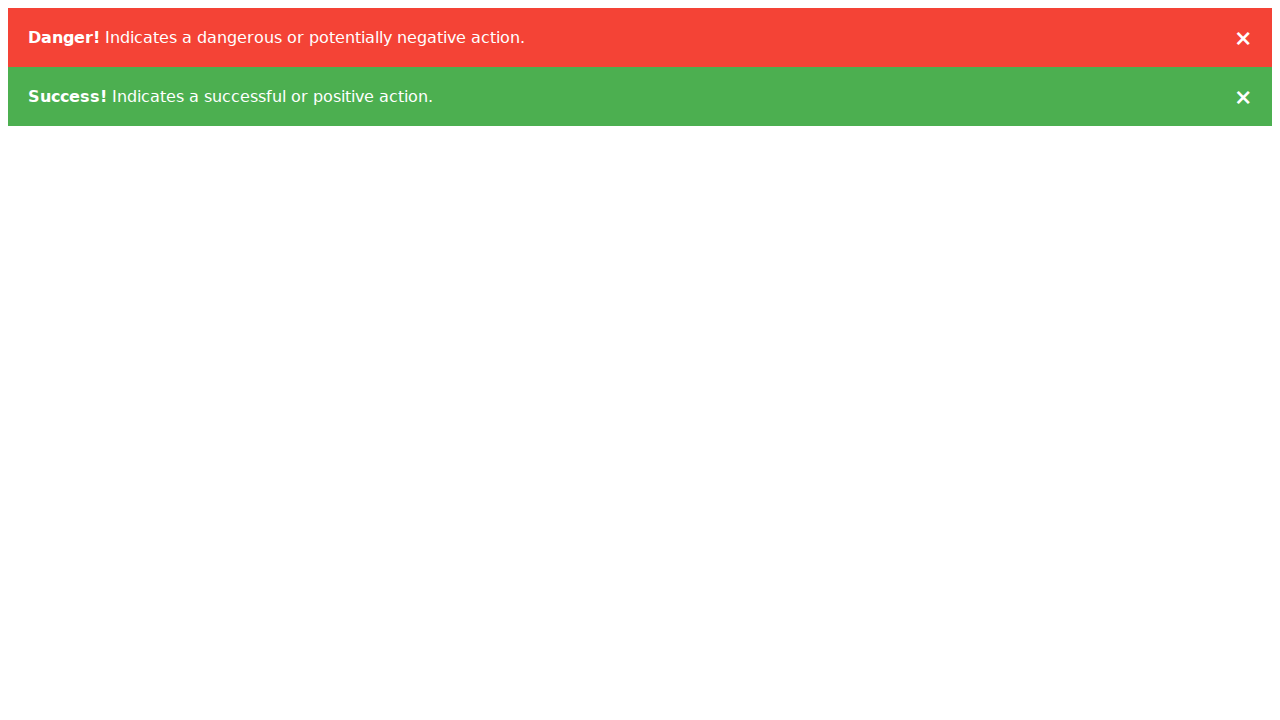 Danger! Indicates a dangerous or potentially negative action. ×
Success! Indicates a successful or positive action. ×